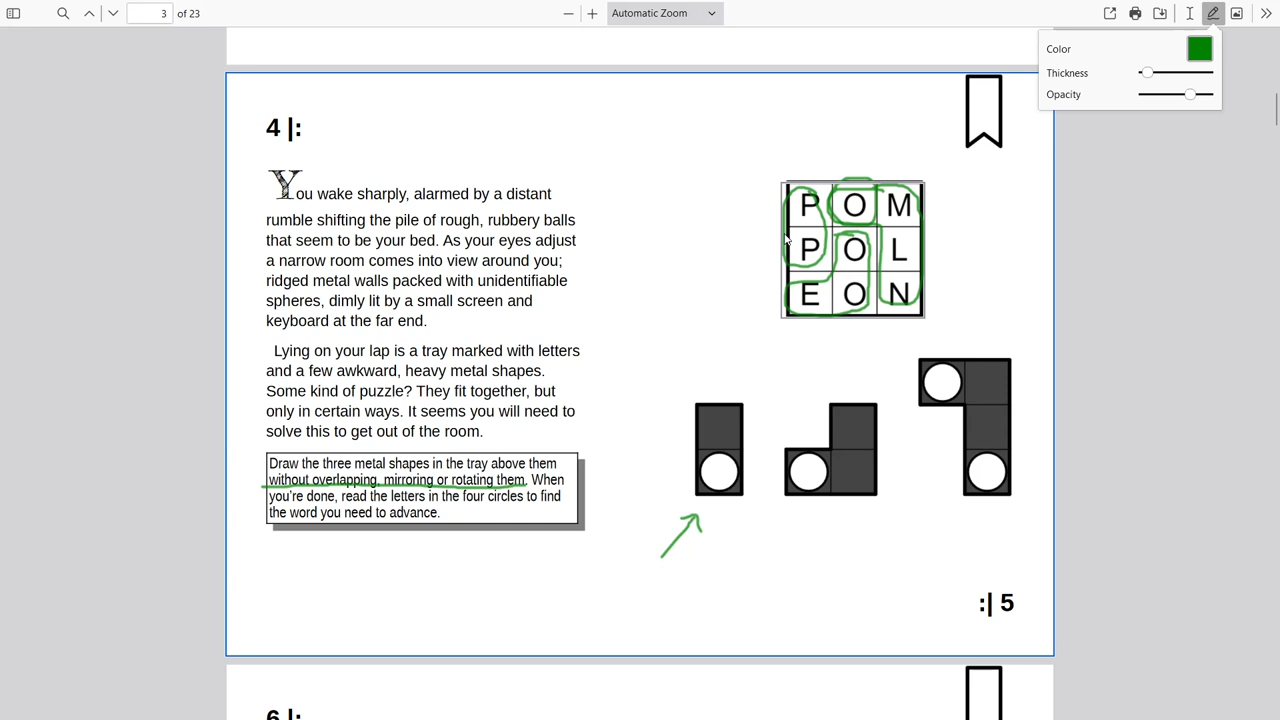 3 of 23
Automatic Zoom
Color
Thickness
Opacity
4 |:
You wake sharply, alarmed by a distant
rumble shifting the pile of rough, rubbery balls
that seem to be your bed. As your eyes adjust
a narrow room comes into view around you;
ridged metal walls packed with unidentifiable
spheres, dimly lit by a small screen and
keyboard at the far end.
Lying on your lap is a tray marked with letters
and a few awkward, heavy metal shapes.
Some kind of puzzle? They fit together, but
only in certain ways. It seems you will need to
solve this to get out of the room.
Draw the three metal shapes in the tray above them
without overlapping, mirroring or rotating them. When
you're done, read the letters in the four circles to find
the word you need to advance.
P O M
P O L
E O N
:| 5
6 |: